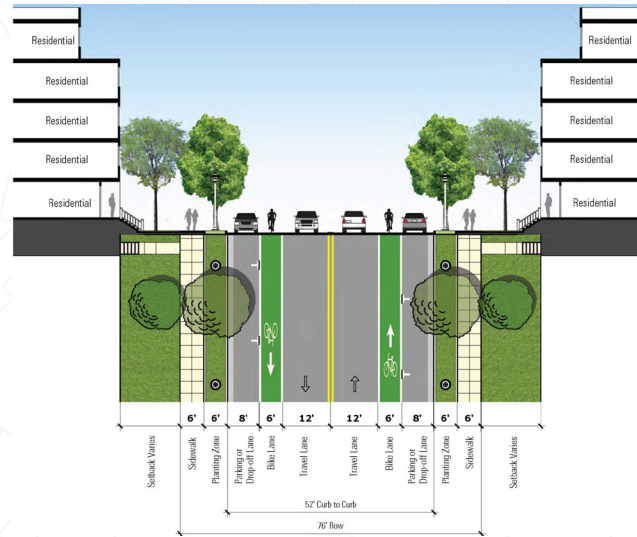 Residential
Residential
Residential
Residential
Residential
Residential
Residential
Residential
Residential
Residential
6' 6' 8' 6' 12' 12' 6' 8' 6' 6'
Setback Varies
Sidewalk
Planting Zone
Parking or
Drop-off Lane
Bike Lane
Travel Lane
Travel Lane
Bike Lane
Parking or
Drop-off Lane
Planting Zone
Sidewalk
Setback Varies
52' Curb to Curb
76' Row